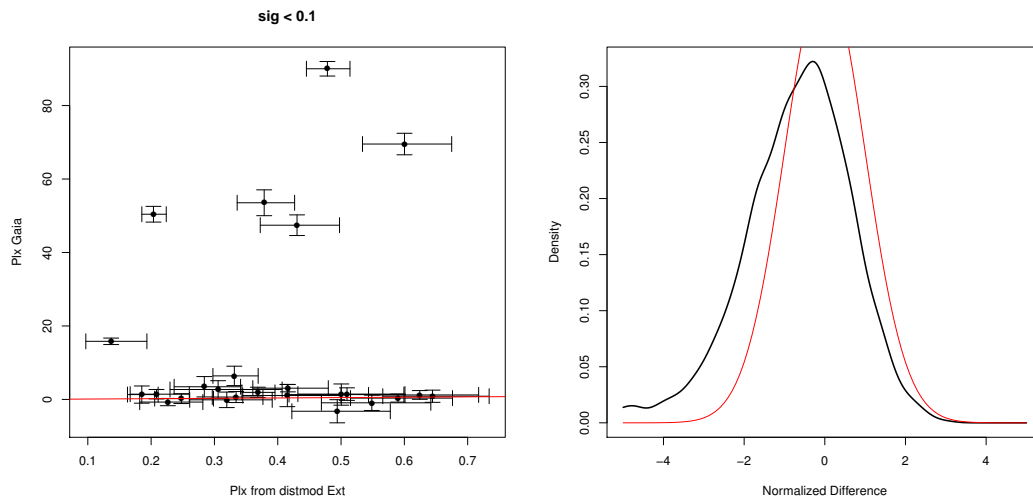 sig < 0.1
Plx Gaia
80
60
40
20
0
0.1 0.2 0.3 0.4 0.5 0.6 0.7
Plx from distmod Ext
Density
0.30
0.25
0.20
0.15
0.10
0.05
0.00
−4 −2 0 2 4
Normalized Difference